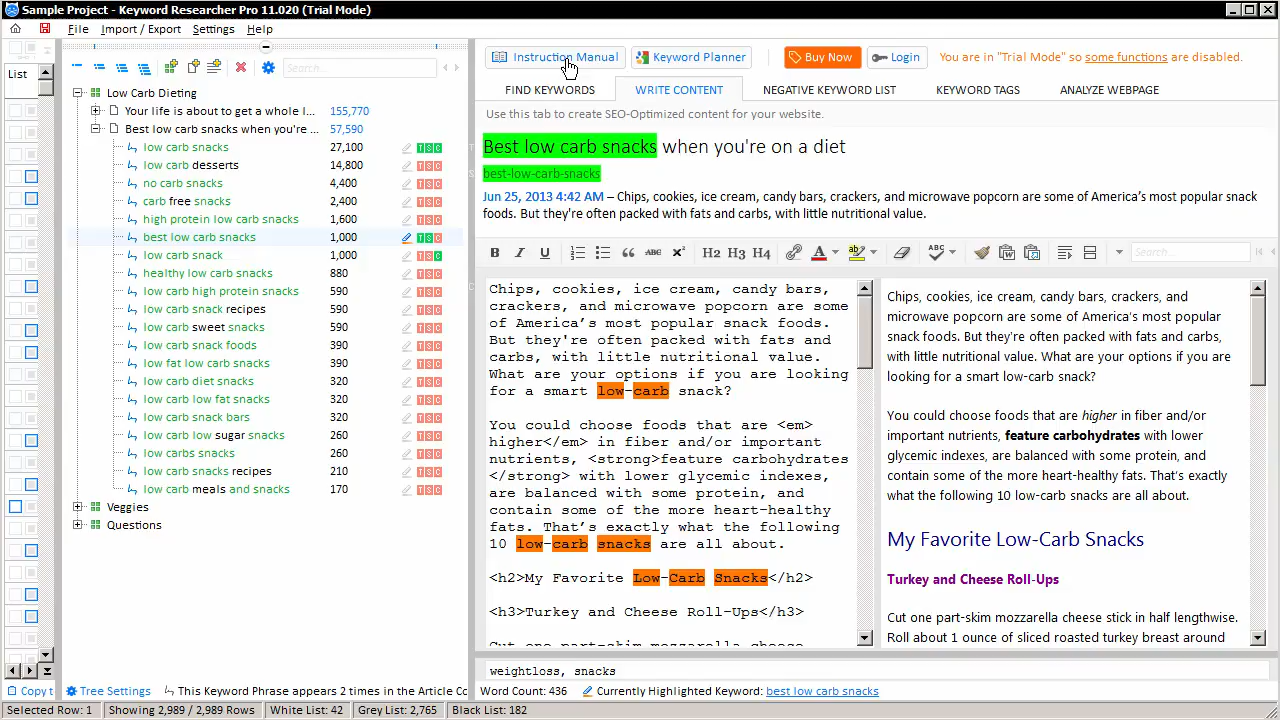 Sample Project - Keyword Researcher Pro 11.020 (Trial Mode)
File Import / Export Settings Help
List
Search...
Low Carb Dieting
Your life is about to get a whole l... 155,770
Best low carb snacks when you're ... 57,590
low carb snacks 27,100 T S C
low carb desserts 14,800 T S C
no carb snacks 4,400 T S C
carb free snacks 2,400 T S C
high protein low carb snacks 1,600 T S C
best low carb snacks 1,000 T S C
low carb snack 1,000 T S C
healthy low carb snacks 880 T S C
low carb high protein snacks 590 T S C
low carb snack recipes 590 T S C
low carb sweet snacks 590 T S C
low carb snack foods 390 T S C
low fat low carb snacks 390 T S C
low carb diet snacks 320 T S C
low carb low fat snacks 320 T S C
low carb snack bars 320 T S C
low carb low sugar snacks 260 T S C
low carbs snacks 260 T S C
low carb snacks recipes 210 T S C
low carb meals and snacks 170 T S C
Veggies
Questions
Copy t Tree Settings This Keyword Phrase appears 2 times in the Article Co
Instruction Manual Keyword Planner Buy Now Login You are in "Trial Mode" so some functions are disabled.
FIND KEYWORDS WRITE CONTENT NEGATIVE KEYWORD LIST KEYWORD TAGS ANALYZE WEBPAGE
Use this tab to create SEO-Optimized content for your website.
Best low carb snacks when you're on a diet
best-low-carb-snacks
Jun 25, 2013 4:42 AM – Chips, cookies, ice cream, candy bars, crackers, and microwave popcorn are some of America's most popular snack
foods. But they're often packed with fats and carbs, with little nutritional value.
B I U ABC X² H2 H3 H4 A ab ABC Search...
Chips, cookies, ice cream, candy bars,
crackers, and microwave popcorn are some
of America’s most popular snack foods.
But they're often packed with fats and
carbs, with little nutritional value.
What are your options if you are looking
for a smart low-carb snack?
You could choose foods that are <em>
higher</em> in fiber and/or important
nutrients, <strong>feature carbohydrates
</strong> with lower glycemic indexes,
are balanced with some protein, and
contain some of the more heart-healthy
fats. That’s exactly what the following
10 low-carb snacks are all about.
<h2>My Favorite Low-Carb Snacks</h2>
<h3>Turkey and Cheese Roll-Ups</h3>
Cut one part-skim mozzarella cheese
Chips, cookies, ice cream, candy bars, crackers, and
microwave popcorn are some of America's most popular
snack foods. But they're often packed with fats and carbs,
with little nutritional value. What are your options if you are
looking for a smart low-carb snack?
You could choose foods that are higher in fiber and/or
important nutrients, feature carbohydrates with lower
glycemic indexes, are balanced with some protein, and
contain some of the more heart-healthy fats. That’s exactly
what the following 10 low-carb snacks are all about.
My Favorite Low-Carb Snacks
Turkey and Cheese Roll-Ups
Cut one part-skim mozzarella cheese stick in half lengthwise.
Roll about 1 ounce of sliced roasted turkey breast around
weightloss, snacks
Word Count: 436 Currently Highlighted Keyword: best low carb snacks
Selected Row: 1 Showing 2,989 / 2,989 Rows White List: 42 Grey List: 2,765 Black List: 182